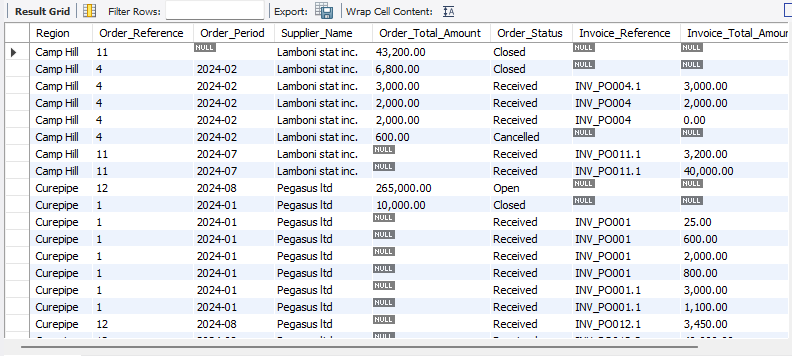 Result Grid Filter Rows: Export: Wrap Cell Content:
Region Order_Reference Order_Period Supplier_Name Order_Total_Amount Order_Status Invoice_Reference Invoice_Total_Amou
Camp Hill 11 NULL Lamboni stat inc. 43,200.00 Closed NULL NULL
Camp Hill 4 2024-02 Lamboni stat inc. 6,800.00 Closed NULL NULL
Camp Hill 4 2024-02 Lamboni stat inc. 3,000.00 Received INV_PO004.1 3,000.00
Camp Hill 4 2024-02 Lamboni stat inc. 2,000.00 Received INV_PO004 2,000.00
Camp Hill 4 2024-02 Lamboni stat inc. 2,000.00 Received INV_PO004 0.00
Camp Hill 4 2024-02 Lamboni stat inc. 600.00 Cancelled NULL NULL
Camp Hill 11 2024-07 Lamboni stat inc. NULL Received INV_PO011.1 3,200.00
Camp Hill 11 2024-07 Lamboni stat inc. NULL Received INV_PO011.1 40,000.00
Curepipe 12 2024-08 Pegasus ltd 265,000.00 Open NULL NULL
Curepipe 1 2024-01 Pegasus ltd 10,000.00 Closed NULL NULL
Curepipe 1 2024-01 Pegasus ltd NULL Received INV_PO001 25.00
Curepipe 1 2024-01 Pegasus ltd NULL Received INV_PO001 600.00
Curepipe 1 2024-01 Pegasus ltd NULL Received INV_PO001 2,000.00
Curepipe 1 2024-01 Pegasus ltd NULL Received INV_PO001 800.00
Curepipe 1 2024-01 Pegasus ltd NULL Received INV_PO001.1 3,000.00
Curepipe 1 2024-01 Pegasus ltd NULL Received INV_PO001.1 1,100.00
Curepipe 12 2024-08 Pegasus ltd NULL Received INV_PO012.1 3,450.00